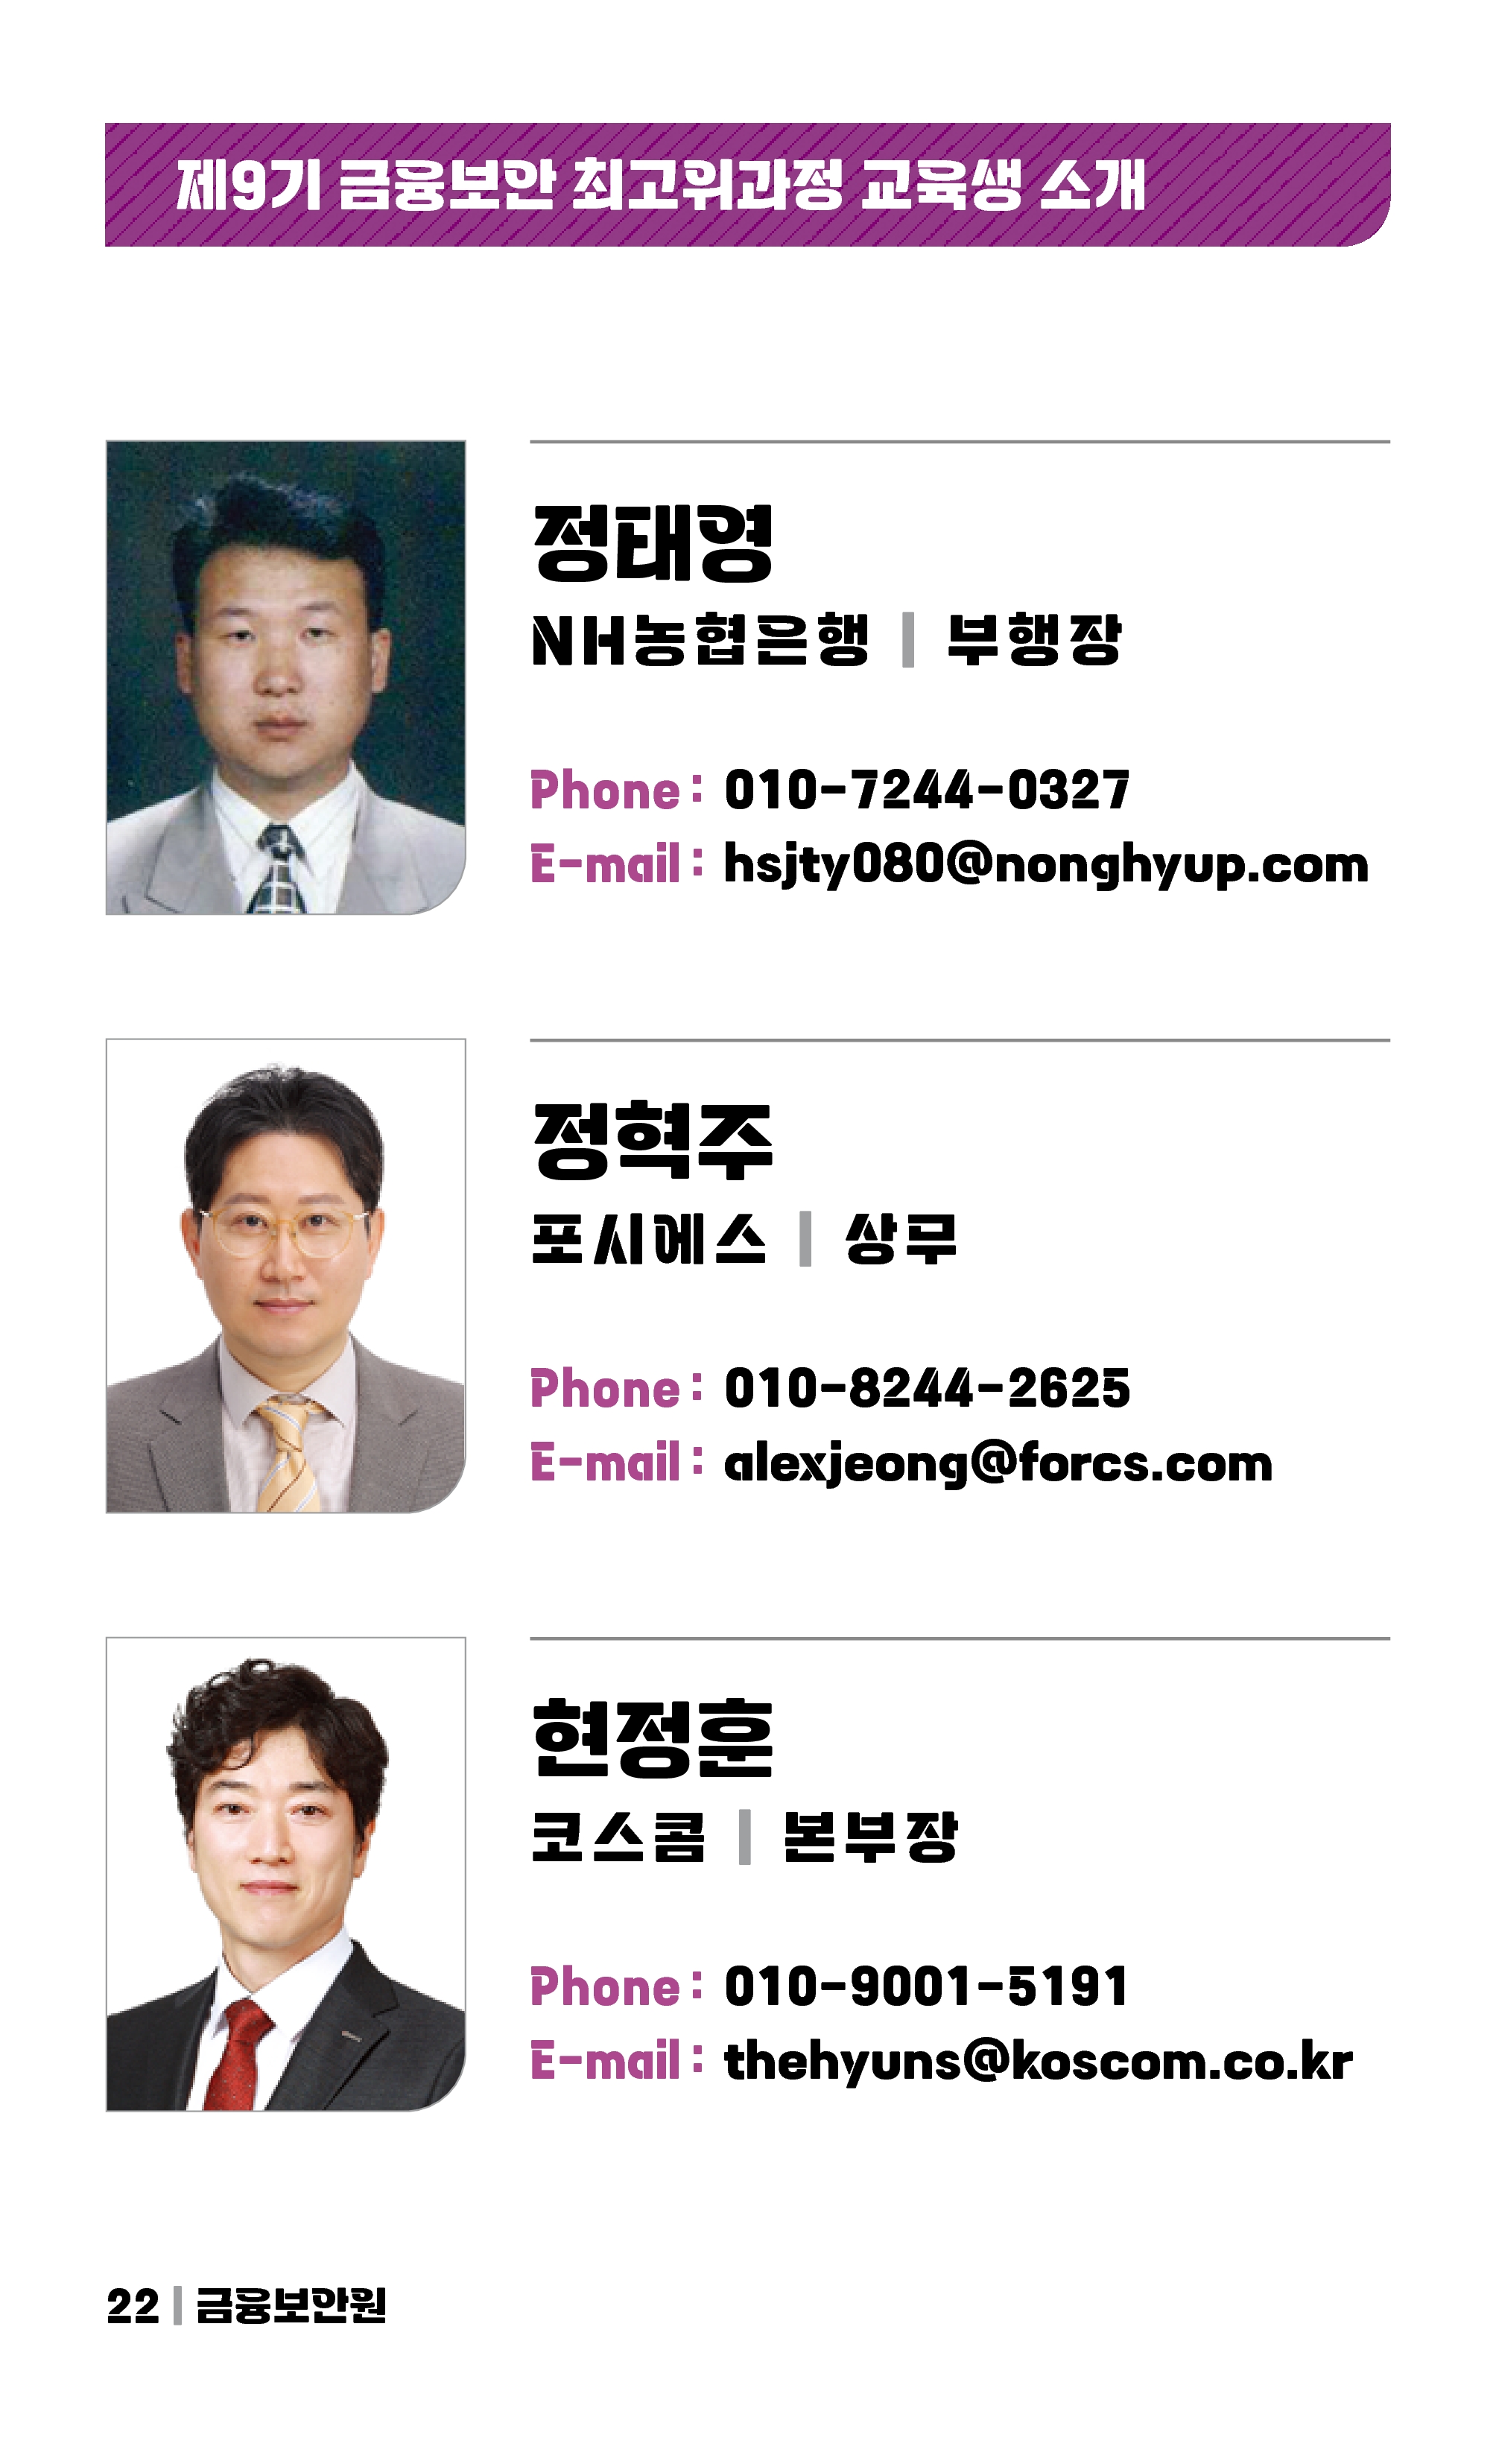 제9기 금융보안 최고위과정 교육생 소개
정태영
NH농협은행 | 부행장
Phone : 010-7244-0327
E-mail : hsjty080@nonghyup.com
정혁주
포시에스 | 상무
Phone : 010-8244-2625
E-mail : alexjeong@forcs.com
현정훈
코스콤 | 본부장
Phone : 010-9001-5191
E-mail : thehyuns@koscom.co.kr
22 | 금융보안원